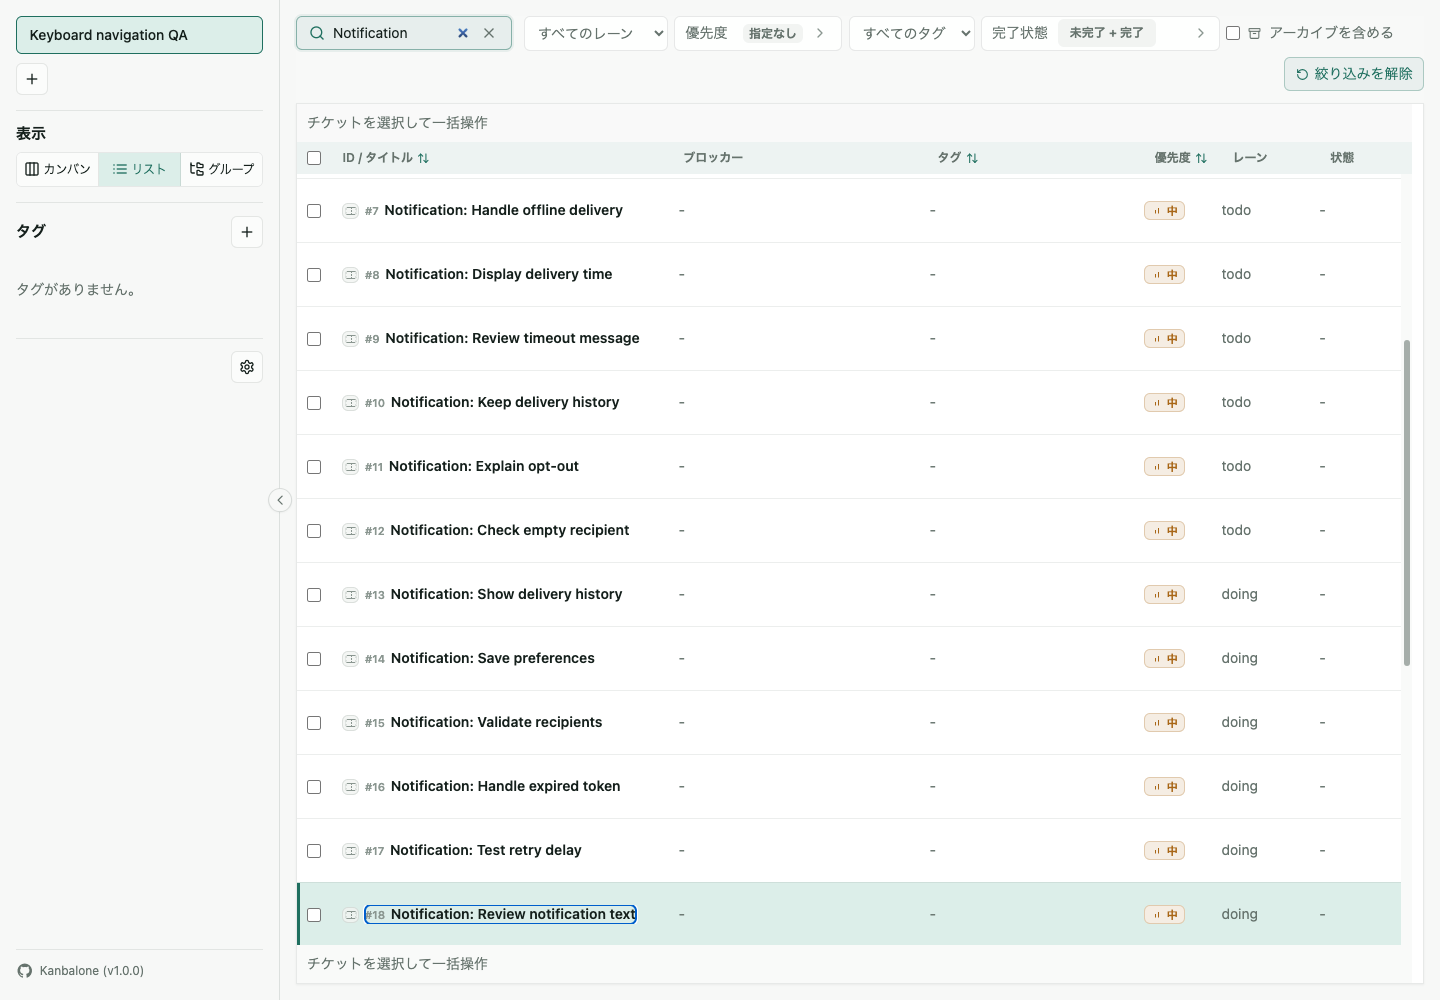 Keyboard navigation QA
表示
カンバン リスト グループ
タグ
タグがありません。
Kanbalone (v1.0.0)
Notification すべてのレーン 優先度 指定なし すべてのタグ 完了状態 未完了 + 完了 アーカイブを含める
絞り込みを解除
チケットを選択して一括操作
ID / タイトル ブロッカー タグ 優先度 レーン 状態
#7 Notification: Handle offline delivery - - 中 todo -
#8 Notification: Display delivery time - - 中 todo -
#9 Notification: Review timeout message - - 中 todo -
#10 Notification: Keep delivery history - - 中 todo -
#11 Notification: Explain opt-out - - 中 todo -
#12 Notification: Check empty recipient - - 中 todo -
#13 Notification: Show delivery history - - 中 doing -
#14 Notification: Save preferences - - 中 doing -
#15 Notification: Validate recipients - - 中 doing -
#16 Notification: Handle expired token - - 中 doing -
#17 Notification: Test retry delay - - 中 doing -
#18 Notification: Review notification text - - 中 doing -
チケットを選択して一括操作